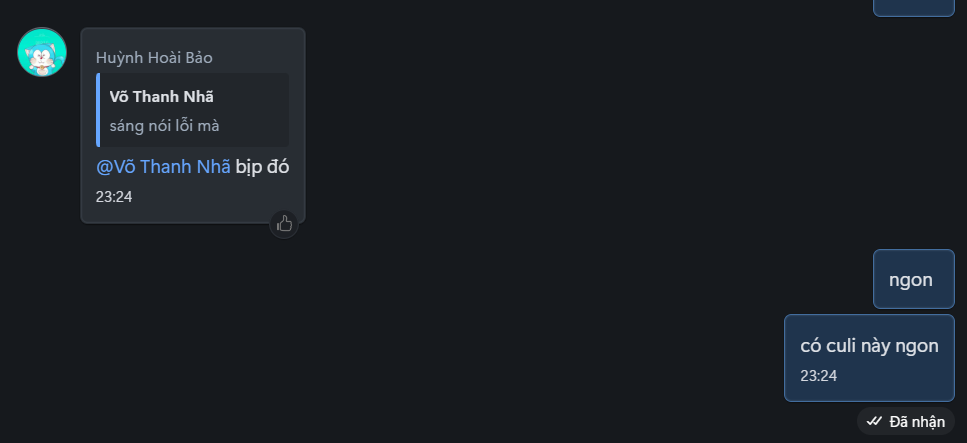 Huỳnh Hoài Bảo
Võ Thanh Nhã
sáng nói lỗi mà
@Võ Thanh Nhã bịp đó
23:24
ngon
có culi này ngon
23:24
Đã nhận